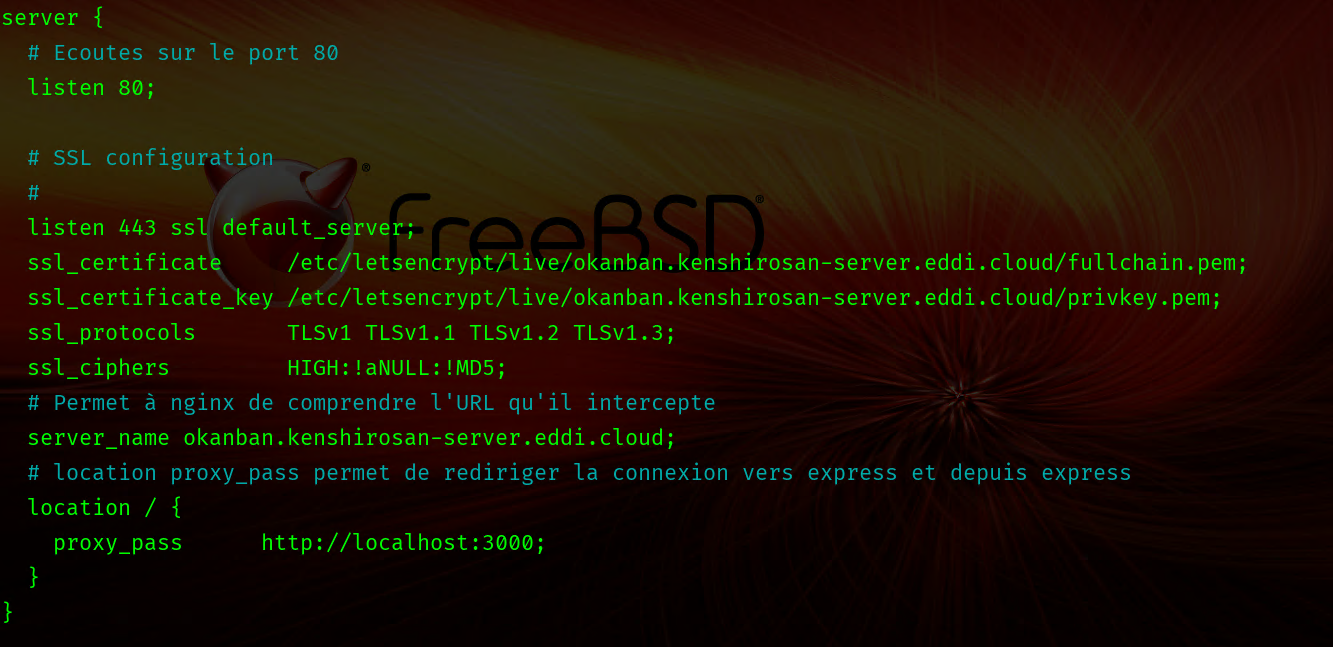 server {
  # Ecoutes sur le port 80
  listen 80;

  # SSL configuration
  #
  listen 443 ssl default_server;
  ssl_certificate     /etc/letsencrypt/live/okanban.kenshirosan-server.eddi.cloud/fullchain.pem;
  ssl_certificate_key /etc/letsencrypt/live/okanban.kenshirosan-server.eddi.cloud/privkey.pem;
  ssl_protocols       TLSv1 TLSv1.1 TLSv1.2 TLSv1.3;
  ssl_ciphers         HIGH:!aNULL:!MD5;
  # Permet à nginx de comprendre l'URL qu'il intercepte
  server_name okanban.kenshirosan-server.eddi.cloud;
  # location proxy_pass permet de rediriger la connexion vers express et depuis express
  location / {
    proxy_pass      http://localhost:3000;
  }
}
®
FreeBSD®